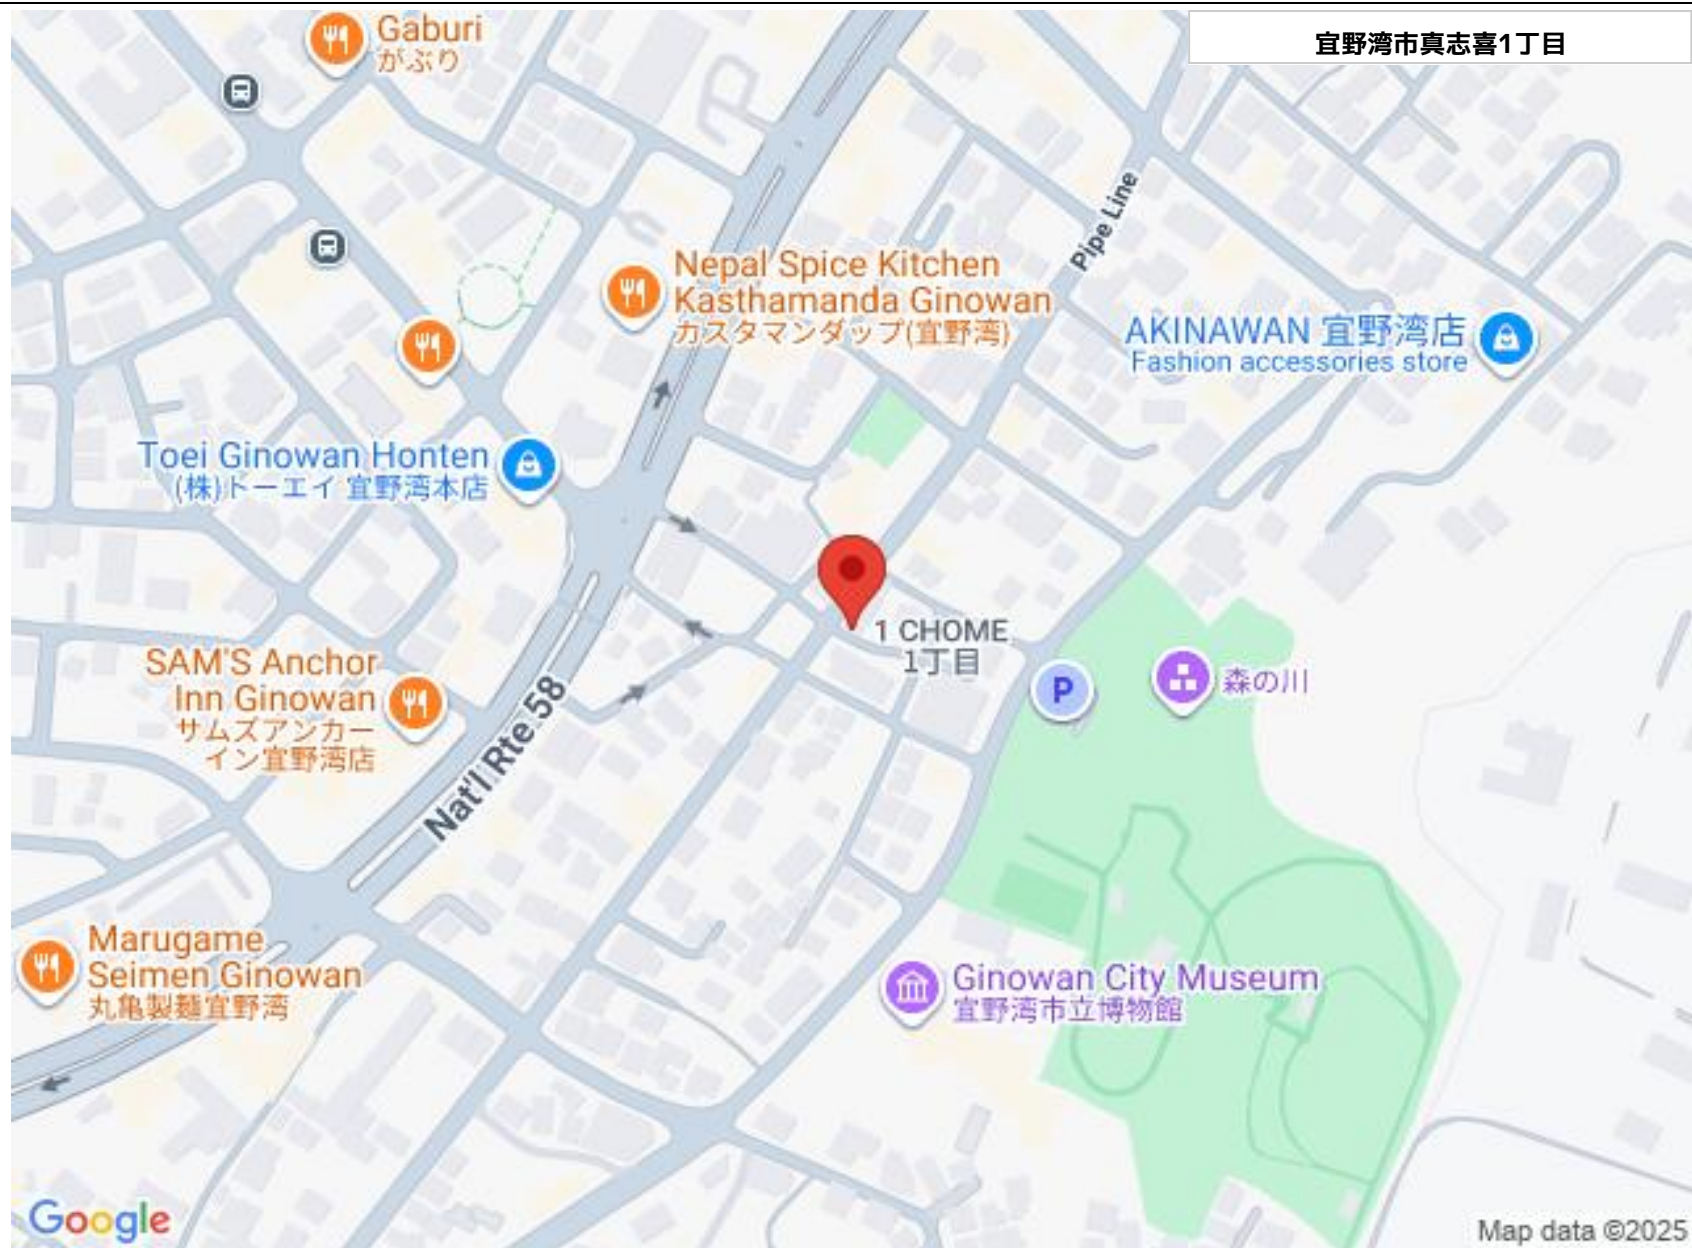 宜野湾市真志喜1丁目
Gaburi
がぶり
Pipe Line
Nepal Spice Kitchen
Kasthamanda Ginowan
カスタマンダップ(宜野湾)
AKINAWAN 宜野湾店
Fashion accessories store
Toei Ginowan Honten
(株)トーエイ 宜野湾本店
1 CHOME
1丁目
SAM'S Anchor
Inn Ginowan
サムズアンカー
イン宜野湾店
P
森の川
Nat'l Rte 58
Marugame
Seimen Ginowan
丸亀製麺宜野湾
Ginowan City Museum
宜野湾市立博物館
Google
Map data ©2025